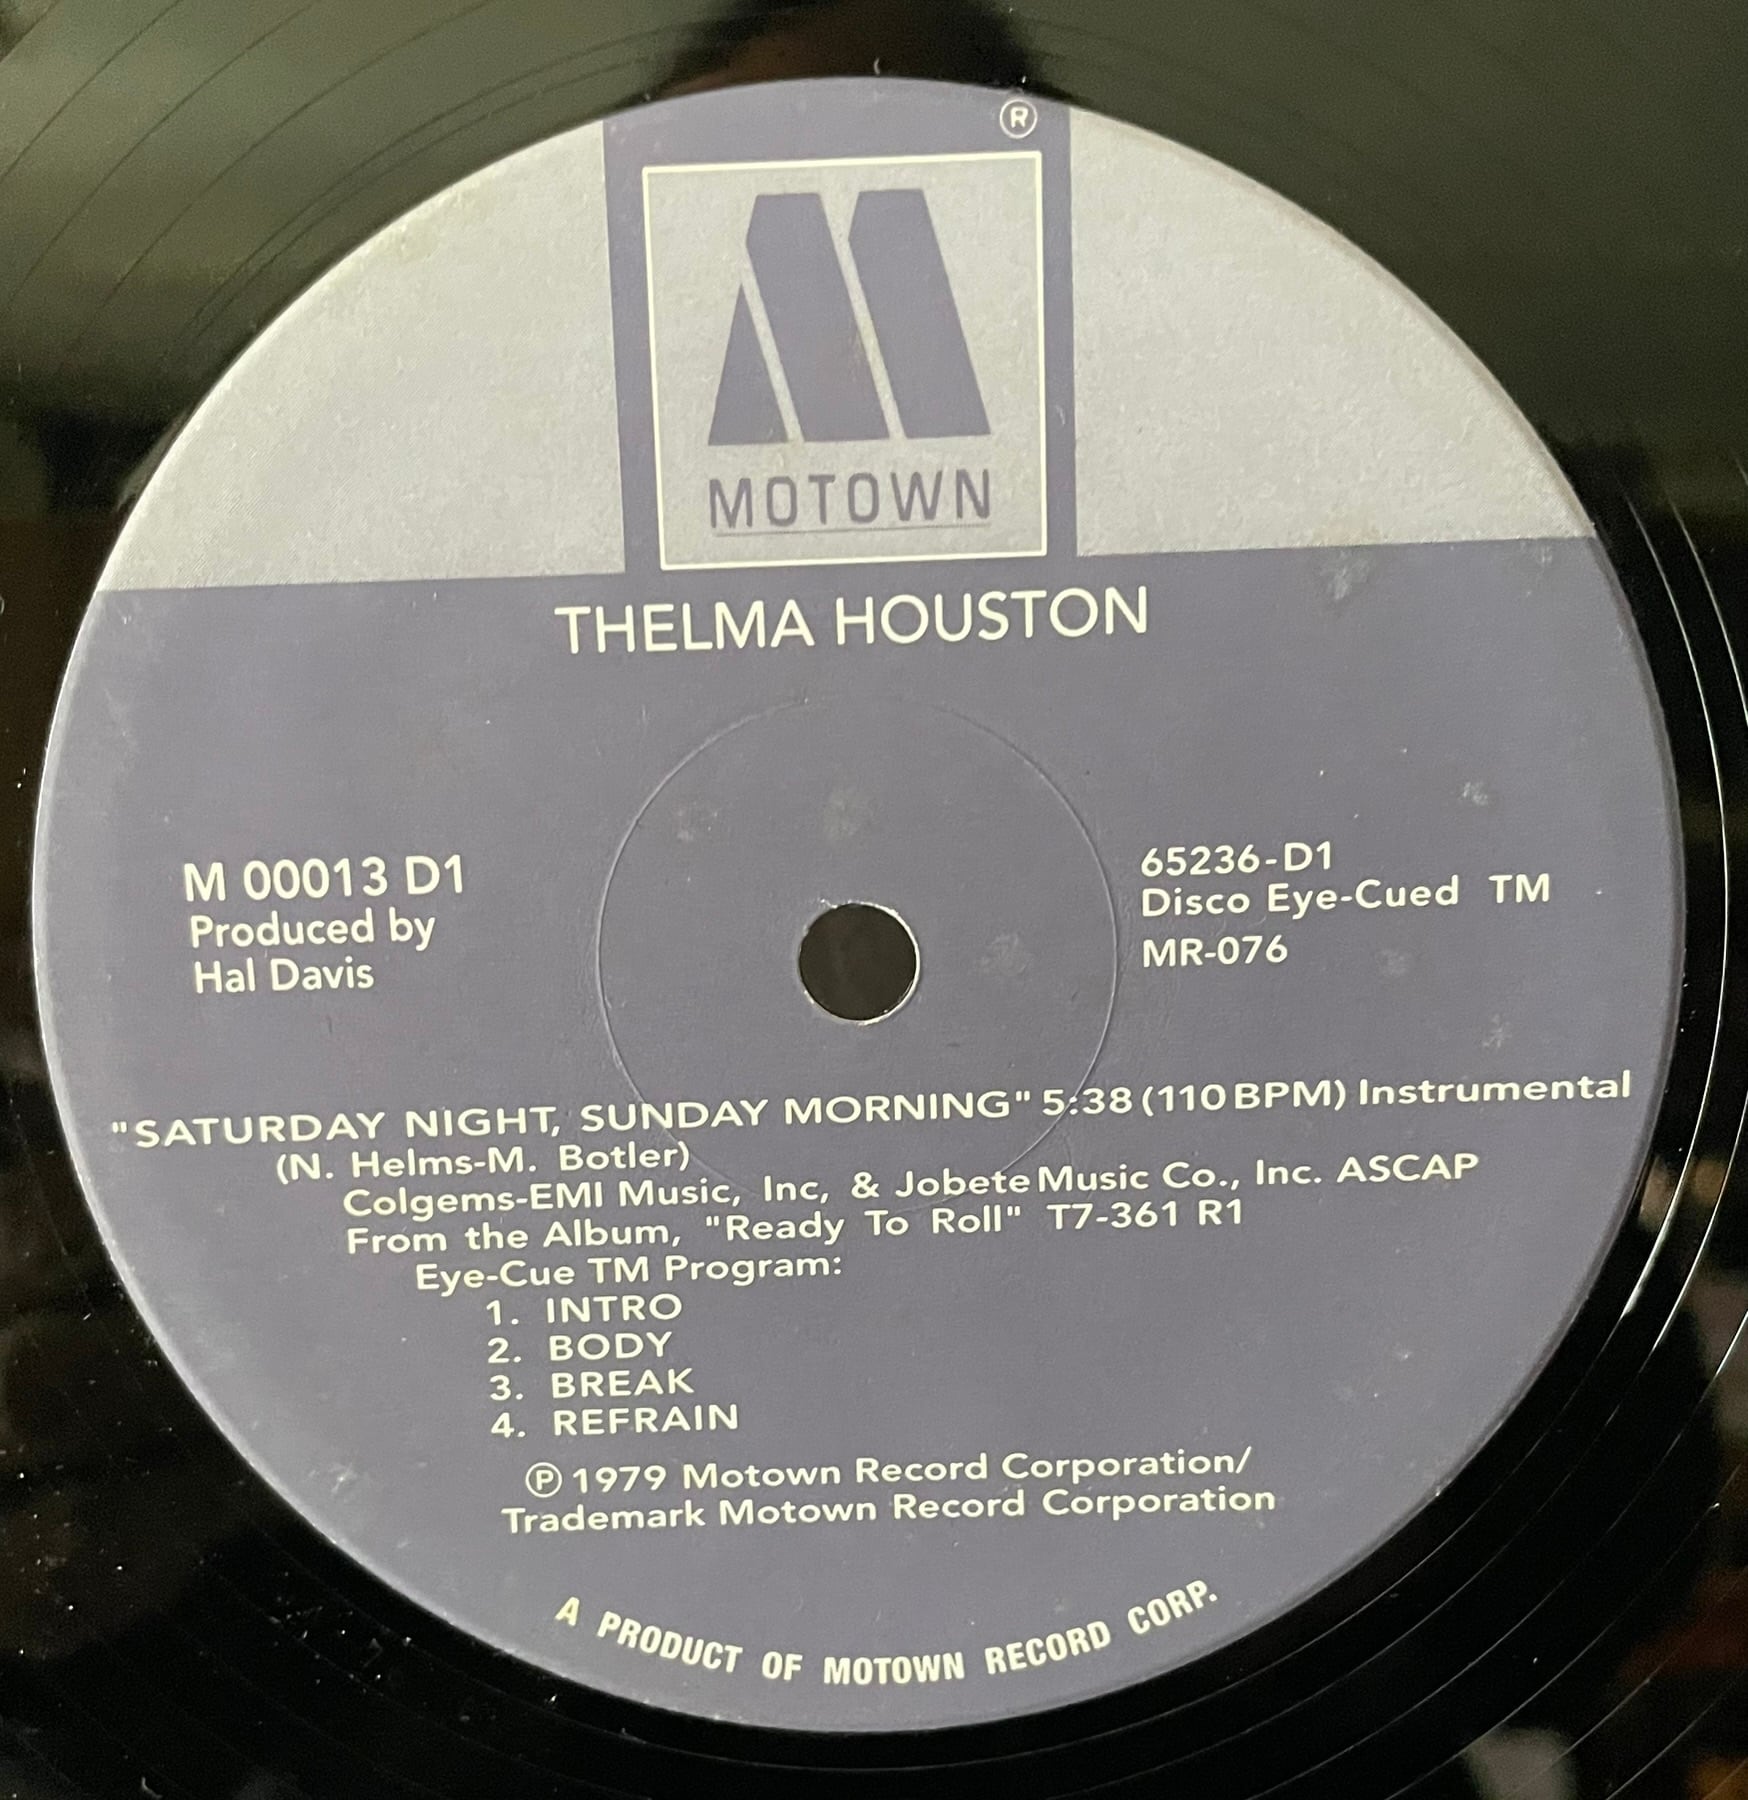 ®
MOTOWN
THELMA HOUSTON
M 00013 D1
Produced by
Hal Davis
65236-D1
Disco Eye-Cued TM
MR-076
"SATURDAY NIGHT, SUNDAY MORNING" 5:38 (110 BPM) Instrumental
(N. Helms-M. Botler)
Colgems-EMI Music, Inc, & Jobete Music Co., Inc. ASCAP
From the Album, "Ready To Roll" T7-361 R1
Eye-Cue TM Program:
1. INTRO
2. BODY
3. BREAK
4. REFRAIN
℗ 1979 Motown Record Corporation/
Trademark Motown Record Corporation
A PRODUCT OF MOTOWN RECORD CORP.